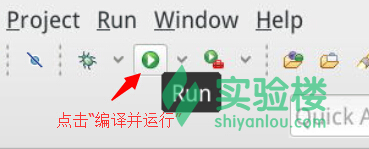 Project Run Window Help
Run
实验楼
shiyanlou.com
点击“编译并运行”
Quick A